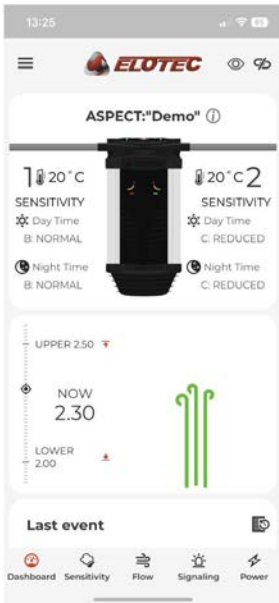 13:25
ELOTEC
ASPECT:"Demo"
1 20°C
20°C 2
SENSITIVITY
SENSITIVITY
Day Time
Day Time
B: NORMAL
C: REDUCED
Night Time
Night Time
B: NORMAL
C: REDUCED
UPPER 2.50
NOW
2.30
LOWER
2.00
Last event
Dashboard Sensitivity Flow Signaling Power